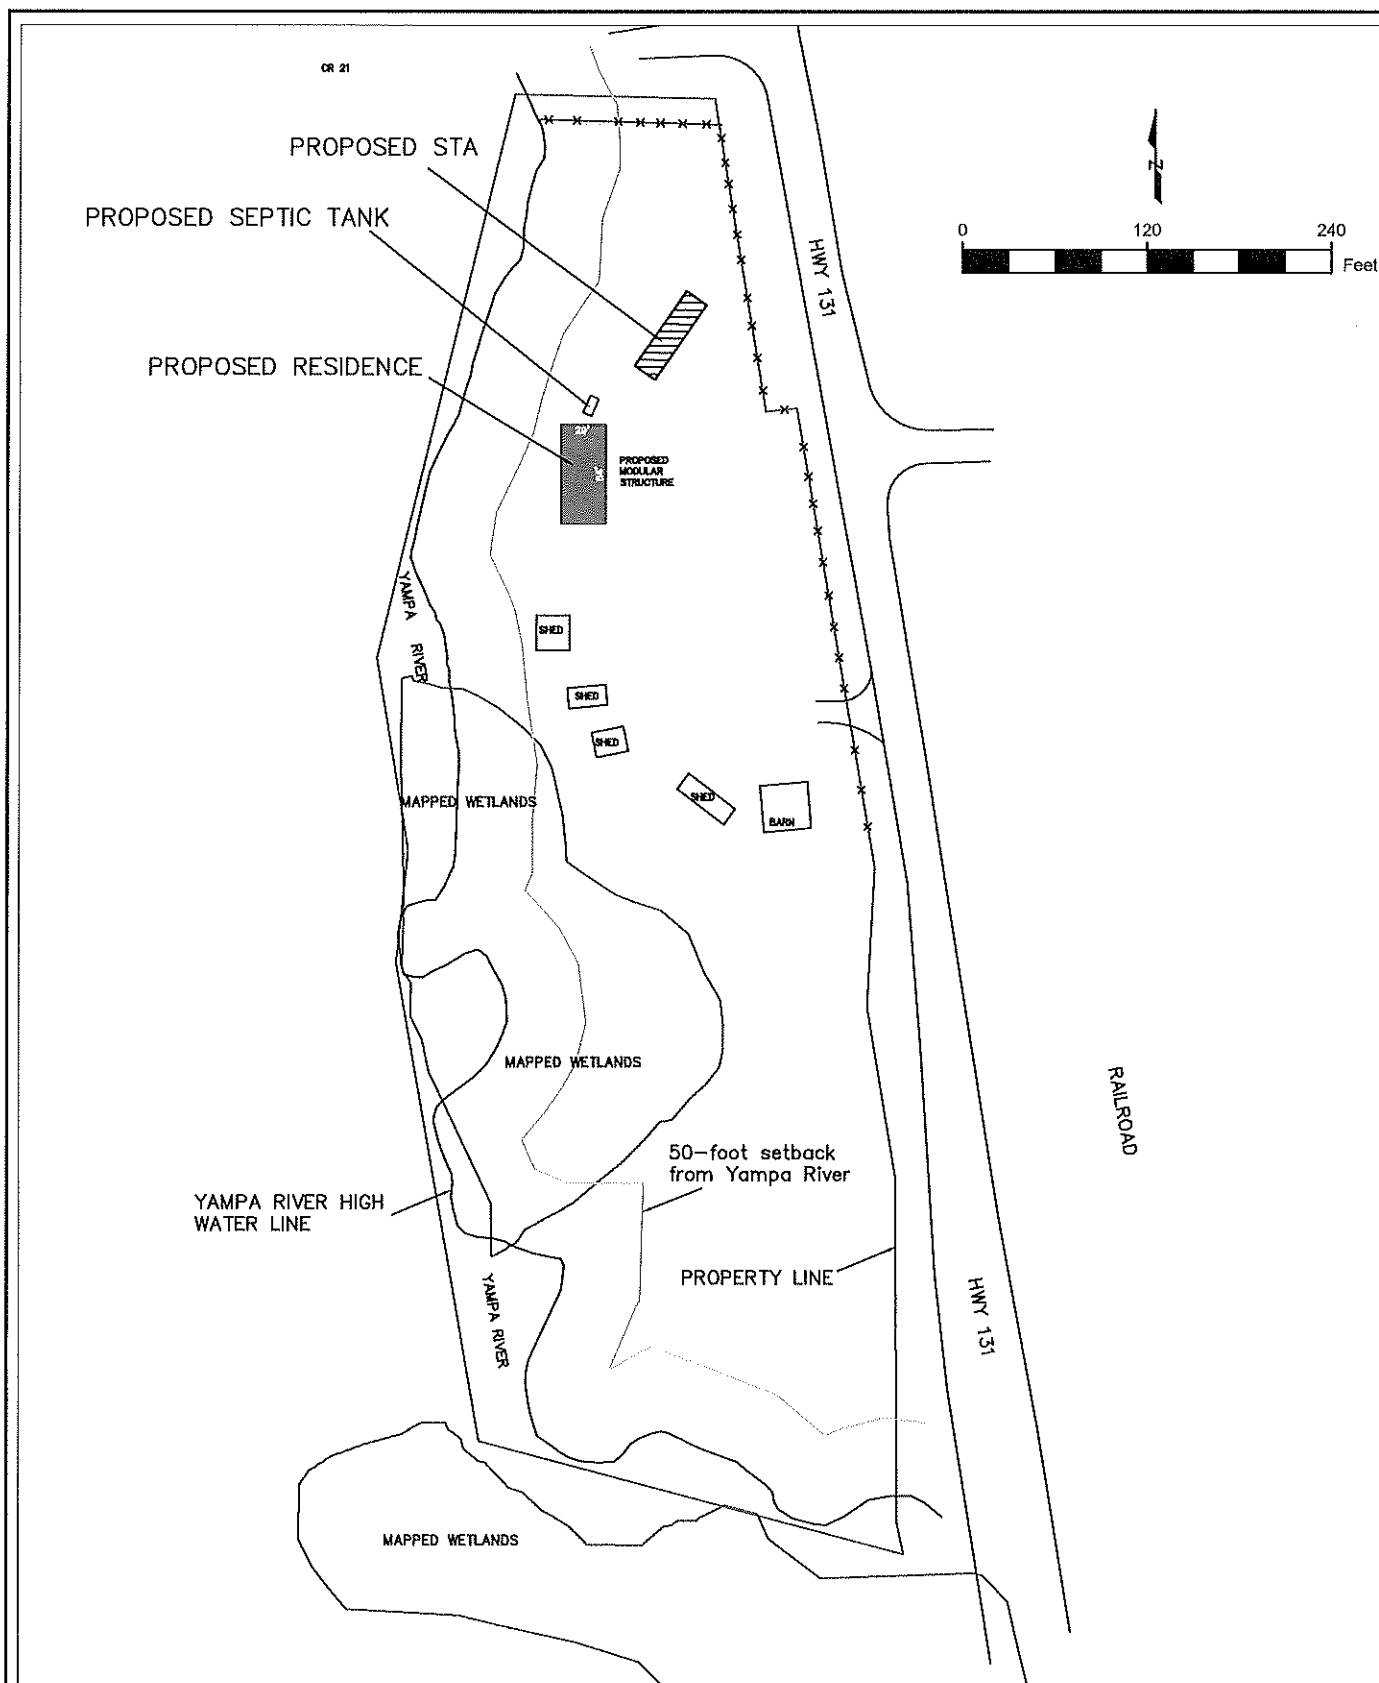 CR 21
PROPOSED STA
PROPOSED SEPTIC TANK
PROPOSED RESIDENCE
N
0 120 240
Feet
HWY 131
29'
PROPOSED
MODULAR
STRUCTURE
YAMPA RIVER
SHED
SHED
SHED
SHED
BARN
MAPPED WETLANDS
MAPPED WETLANDS
RAILROAD
50-foot setback
from Yampa River
YAMPA RIVER HIGH
WATER LINE
PROPERTY LINE
YAMPA RIVER
HWY 131
MAPPED WETLANDS